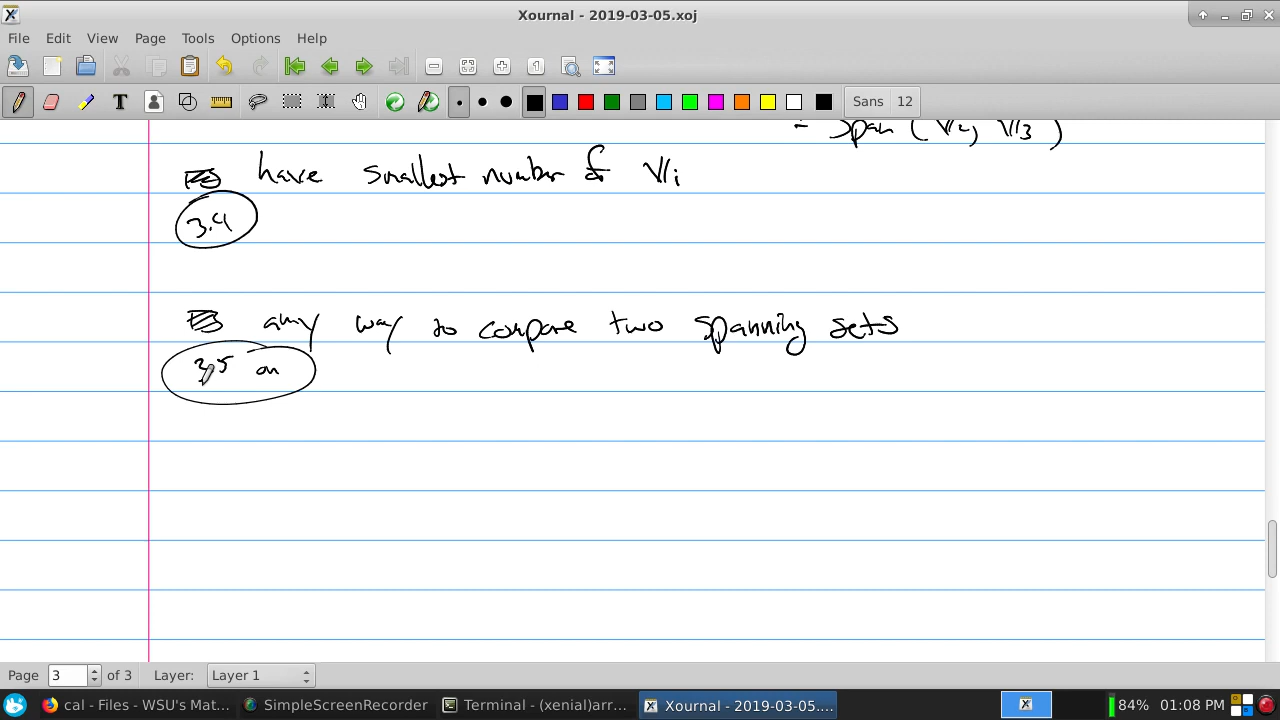 Xournal - 2019-03-05.xoj
File Edit View Page Tools Options Help
Sans 12
= Span ( V2, V3 )
have smallest number of Vi
3.4
any way to compare two spanning sets
3.5 on
Page 3 of 3 Layer: Layer 1
cal - Files - WSU's Mat... SimpleScreenRecorder Terminal - (xenial)arr... Xournal - 2019-03-05.... 84% 01:08 PM